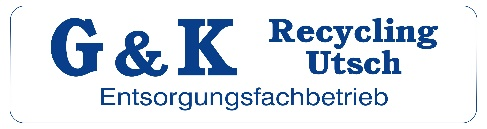 G & K Recycling
Utsch
Entsorgungsfachbetrieb